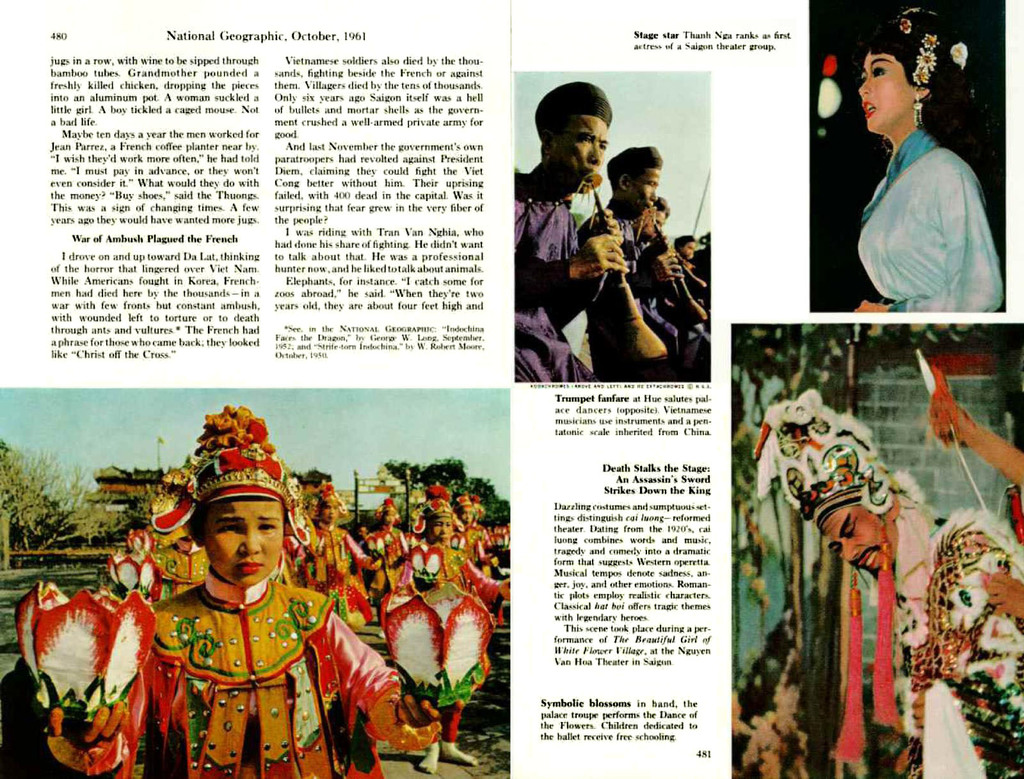 480
National Geographic, October, 1961
jugs in a row, with wine to be sipped through
bamboo tubes. Grandmother pounded a
freshly killed chicken, dropping the pieces
into an aluminum pot. A woman suckled a
little girl. A boy tickled a caged mouse. Not
a bad life.
Maybe ten days a year the men worked for
Jean Parrez, a French coffee planter near by.
"I wish they'd work more often," he had told
me. "I must pay in advance, or they won't
even consider it." What would they do with
the money? "Buy shoes," said the Thuongs.
This was a sign of changing times. A few
years ago they would have wanted more jugs.
War of Ambush Plagued the French
I drove on and up toward Da Lat, thinking
of the horror that lingered over Viet Nam.
While Americans fought in Korea, French-
men had died here by the thousands—in a
war with few fronts but constant ambush,
with wounded left to torture or to death
through ants and vultures.* The French had
a phrase for those who came back; they looked
like "Christ off the Cross."
Vietnamese soldiers also died by the thou-
sands, fighting beside the French or against
them. Villagers died by the tens of thousands.
Only six years ago Saigon itself was a hell
of bullets and mortar shells as the govern-
ment crushed a well-armed private army for
good.
And last November the government's own
paratroopers had revolted against President
Diem, claiming they could fight the Viet
Cong better without him. Their uprising
failed, with 400 dead in the capital. Was it
surprising that fear grew in the very fiber of
the people?
I was riding with Tran Van Nghia, who
had done his share of fighting. He didn't want
to talk about that. He was a professional
hunter now, and he liked to talk about animals.
Elephants, for instance. "I catch some for
zoos abroad," he said. "When they're two
years old, they are about four feet high and
*See, in the NATIONAL GEOGRAPHIC: "Indochina
Faces the Dragon," by George W. Long, September,
1952; and "Strife-torn Indochina," by W. Robert Moore,
October, 1950.
Stage star Thanh Nga ranks as first
actress of a Saigon theater group.
KODACHROMES (ABOVE AND LEFT) AND HS EKTACHROMES © N.G.S.
Trumpet fanfare at Hue salutes pal-
ace dancers (opposite). Vietnamese
musicians use instruments and a pen-
tatonic scale inherited from China.
Death Stalks the Stage:
An Assassin's Sword
Strikes Down the King
Dazzling costumes and sumptuous set-
tings distinguish cai luong—reformed
theater. Dating from the 1920's, cai
luong combines words and music,
tragedy and comedy into a dramatic
form that suggests Western operetta.
Musical tempos denote sadness, an-
ger, joy, and other emotions. Roman-
tic plots employ realistic characters.
Classical hat boi offers tragic themes
with legendary heroes.
This scene took place during a per-
formance of The Beautiful Girl of
White Flower Village, at the Nguyen
Van Hoa Theater in Saigon.
Symbolic blossoms in hand, the
palace troupe performs the Dance of
the Flowers. Children dedicated to
the ballet receive free schooling.
481